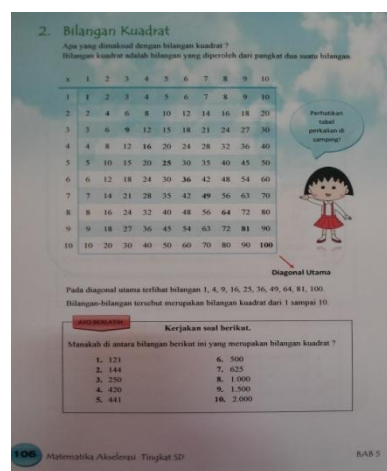 2. Bilangan Kuadrat
Apa yang dimaksud dengan bilangan kuadrat ?
Bilangan kuadrat adalah bilangan yang diperoleh dari pangkat dua suatu bilangan.
x 1 2 3 4 5 6 7 8 9 10
1 1 2 3 4 5 6 7 8 9 10
2 2 4 6 8 10 12 14 16 18 20
3 3 6 9 12 15 18 21 24 27 30
4 4 8 12 16 20 24 28 32 36 40
5 5 10 15 20 25 30 35 40 45 50
6 6 12 18 24 30 36 42 48 54 60
7 7 14 21 28 35 42 49 56 63 70
8 8 16 24 32 40 48 56 64 72 80
9 9 18 27 36 45 54 63 72 81 90
10 10 20 30 40 50 60 70 80 90 100
Perhatikan
tabel
perkalian di
samping!
Diagonal Utama
Pada diagonal utama terlihat bilangan 1, 4, 9, 16, 25, 36, 49, 64, 81, 100.
Bilangan-bilangan tersebut merupakan bilangan kuadrat dari 1 sampai 10.
AYO BERLATIH
Kerjakan soal berikut.
Manakah di antara bilangan berikut ini yang merupakan bilangan kuadrat ?
1. 121
2. 144
3. 250
4. 420
5. 441
6. 500
7. 625
8. 1.000
9. 1.500
10. 2.000
106 Matematika Akselerasi Tingkat SD
BAB 5